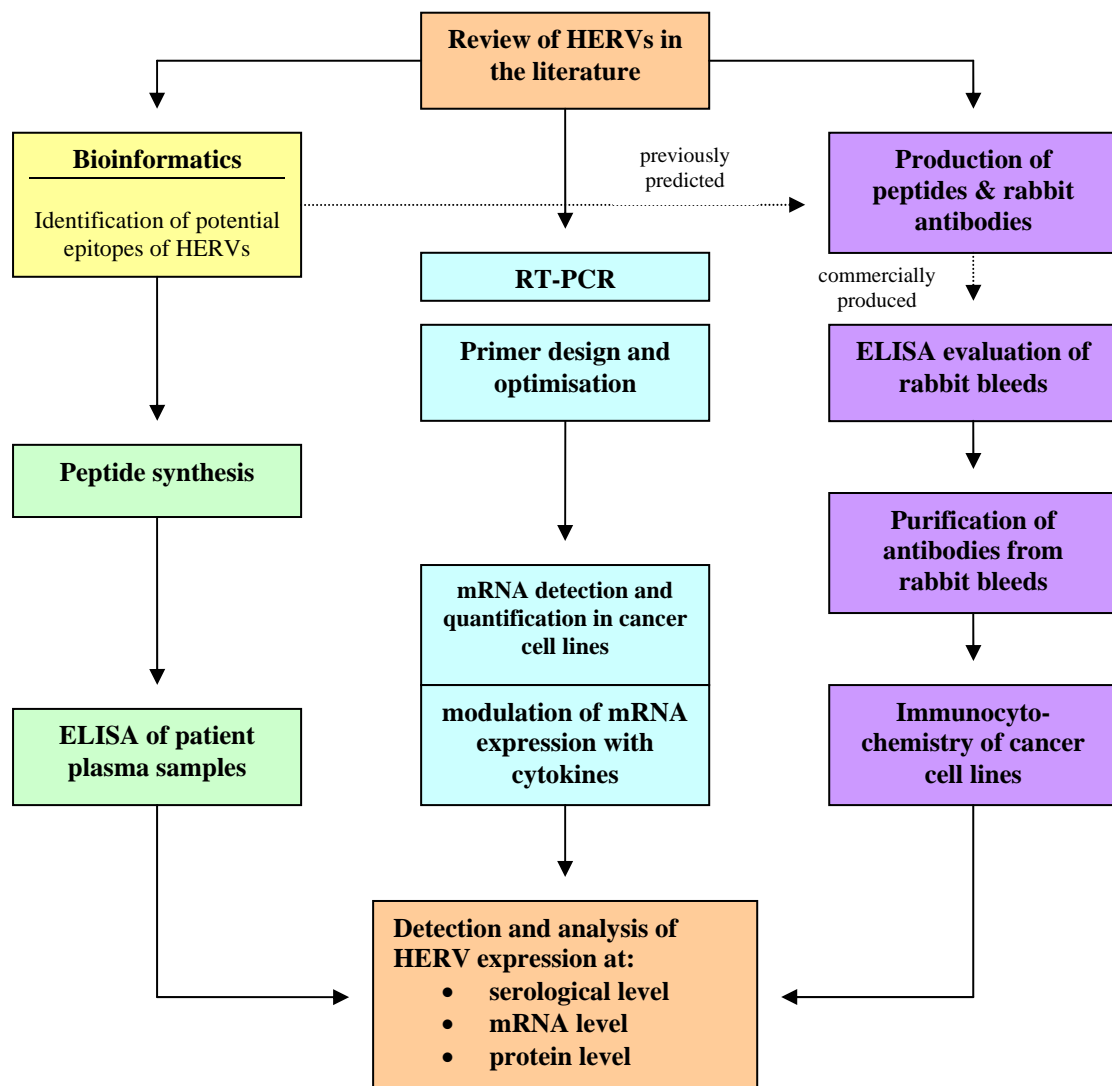 Review of HERVs in
the literature
Bioinformatics
Identification of potential
epitopes of HERVs
previously
predicted
Production of
peptides & rabbit
antibodies
RT-PCR
commercially
produced
Primer design and
optimisation
ELISA evaluation of
rabbit bleeds
Peptide synthesis
Purification of
antibodies from
rabbit bleeds
mRNA detection and
quantification in cancer
cell lines
modulation of mRNA
expression with
cytokines
ELISA of patient
plasma samples
Immunocyto-
chemistry of cancer
cell lines
Detection and analysis of
HERV expression at:
• serological level
• mRNA level
• protein level